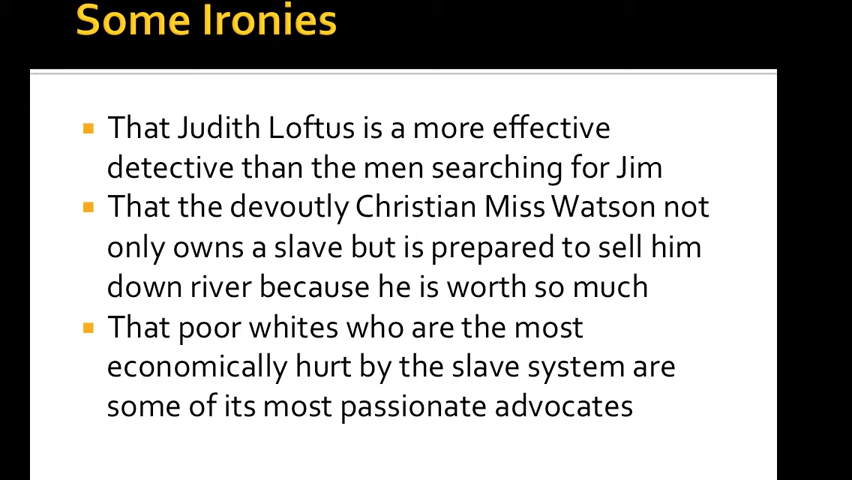 Some Ironies
That Judith Loftus is a more effective
detective than the men searching for Jim
That the devoutly Christian Miss Watson not
only owns a slave but is prepared to sell him
down river because he is worth so much
That poor whites who are the most
economically hurt by the slave system are
some of its most passionate advocates